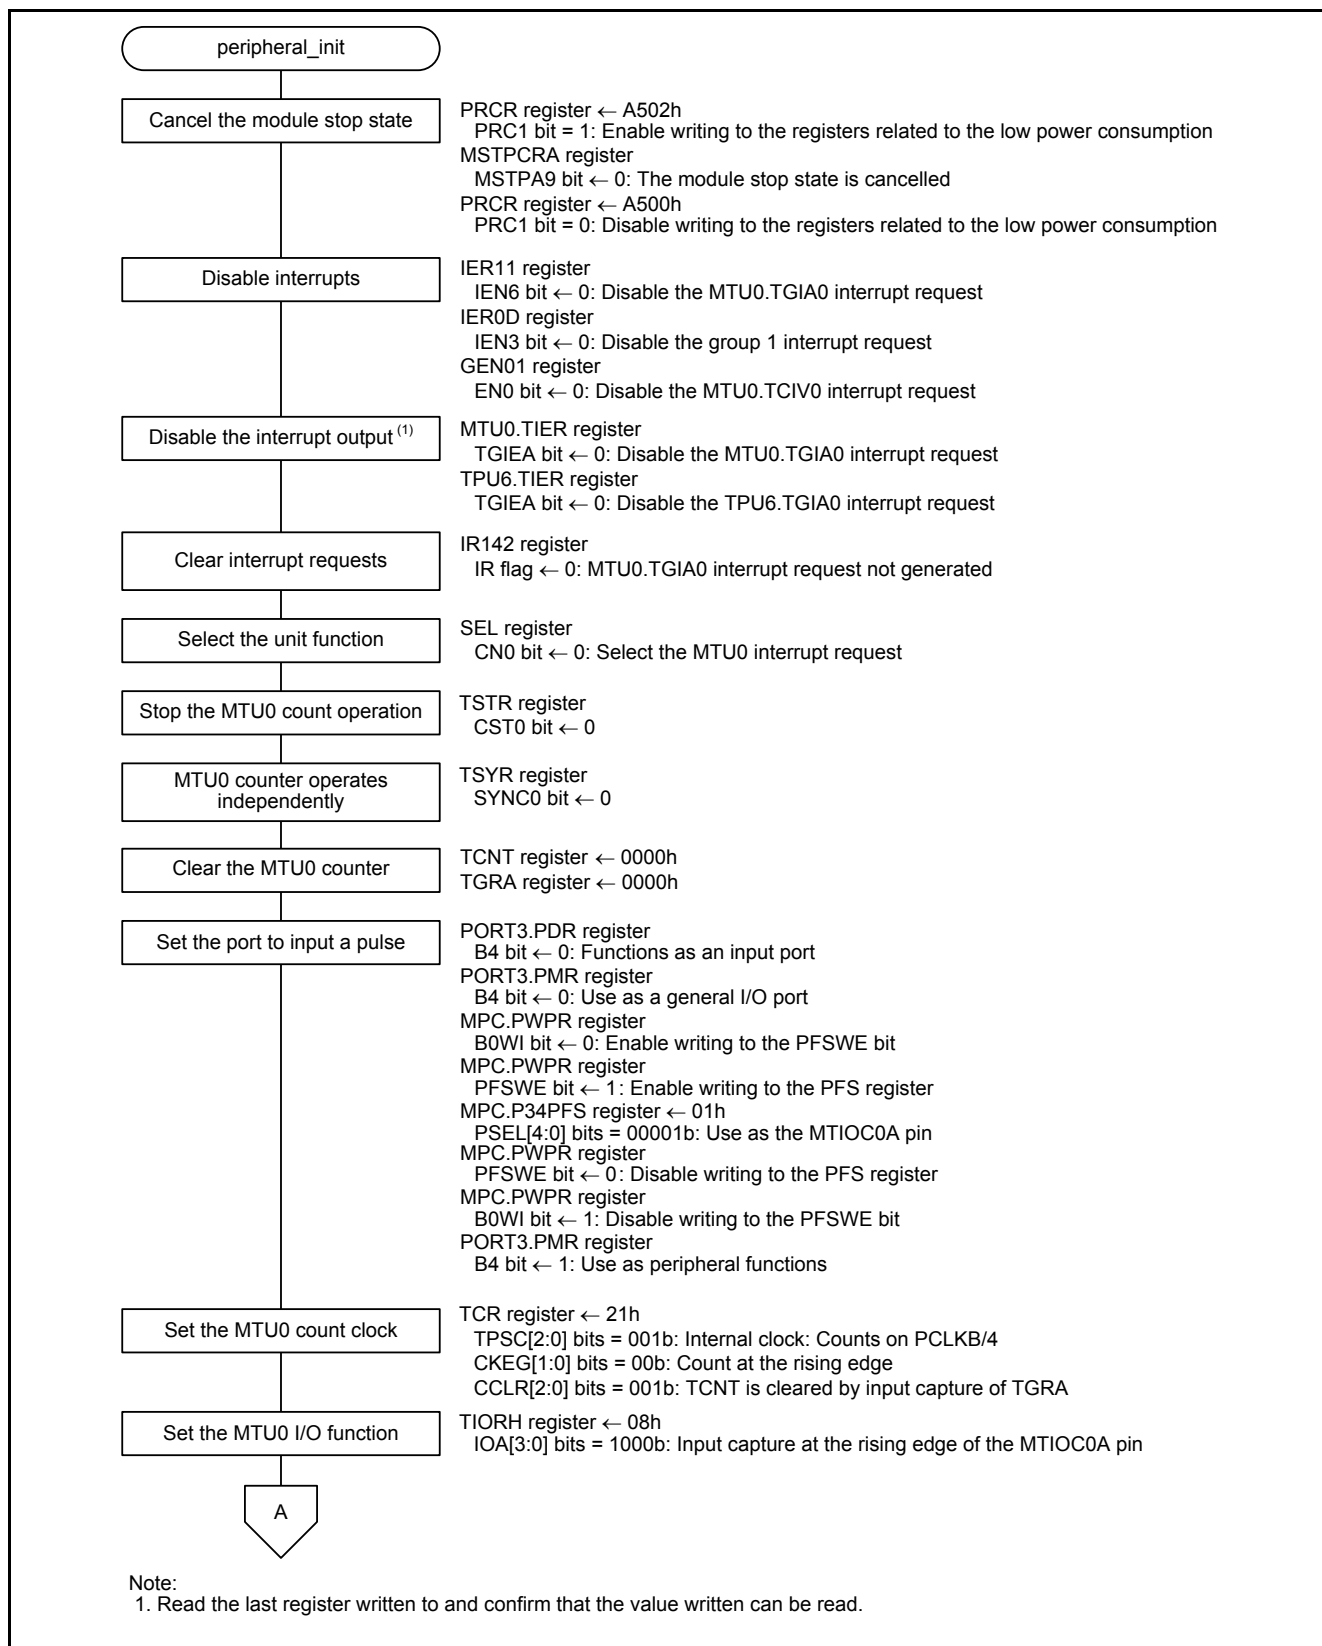 peripheral_init
Cancel the module stop state
PRCR register ← A502h
PRC1 bit = 1: Enable writing to the registers related to the low power consumption
MSTPCRA register
MSTPA9 bit ← 0: The module stop state is cancelled
PRCR register ← A500h
PRC1 bit = 0: Disable writing to the registers related to the low power consumption
Disable interrupts
IER11 register
IEN6 bit ← 0: Disable the MTU0.TGIA0 interrupt request
IER0D register
IEN3 bit ← 0: Disable the group 1 interrupt request
GEN01 register
EN0 bit ← 0: Disable the MTU0.TCIV0 interrupt request
Disable the interrupt output (1)
MTU0.TIER register
TGIEA bit ← 0: Disable the MTU0.TGIA0 interrupt request
TPU6.TIER register
TGIEA bit ← 0: Disable the TPU6.TGIA0 interrupt request
Clear interrupt requests
IR142 register
IR flag ← 0: MTU0.TGIA0 interrupt request not generated
Select the unit function
SEL register
CN0 bit ← 0: Select the MTU0 interrupt request
Stop the MTU0 count operation
TSTR register
CST0 bit ← 0
MTU0 counter operates
independently
TSYR register
SYNC0 bit ← 0
Clear the MTU0 counter
TCNT register ← 0000h
TGRA register ← 0000h
Set the port to input a pulse
PORT3.PDR register
B4 bit ← 0: Functions as an input port
PORT3.PMR register
B4 bit ← 0: Use as a general I/O port
MPC.PWPR register
B0WI bit ← 0: Enable writing to the PFSWE bit
MPC.PWPR register
PFSWE bit ← 1: Enable writing to the PFS register
MPC.P34PFS register ← 01h
PSEL[4:0] bits = 00001b: Use as the MTIOC0A pin
MPC.PWPR register
PFSWE bit ← 0: Disable writing to the PFS register
MPC.PWPR register
B0WI bit ← 1: Disable writing to the PFSWE bit
PORT3.PMR register
B4 bit ← 1: Use as peripheral functions
Set the MTU0 count clock
TCR register ← 21h
TPSC[2:0] bits = 001b: Internal clock: Counts on PCLKB/4
CKEG[1:0] bits = 00b: Count at the rising edge
CCLR[2:0] bits = 001b: TCNT is cleared by input capture of TGRA
Set the MTU0 I/O function
TIORH register ← 08h
IOA[3:0] bits = 1000b: Input capture at the rising edge of the MTIOC0A pin
A
Note:
1. Read the last register written to and confirm that the value written can be read.